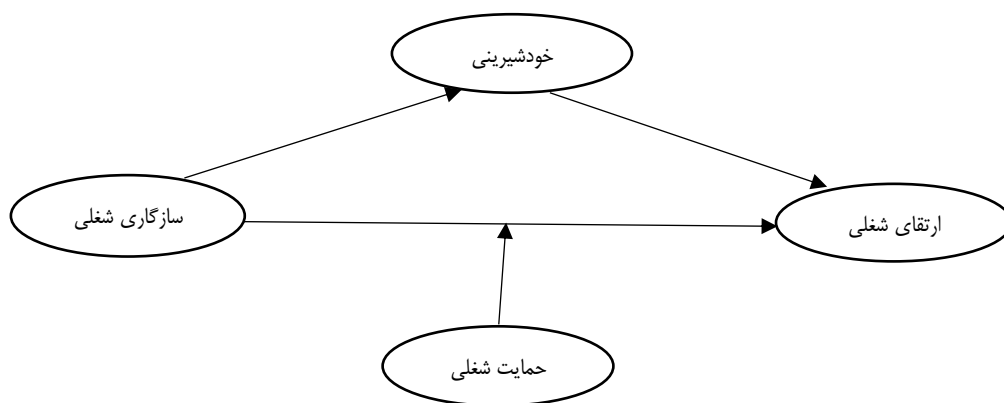 خودشیرینی
سازگاری شغلی
ارتقای شغلی
حمایت شغلی